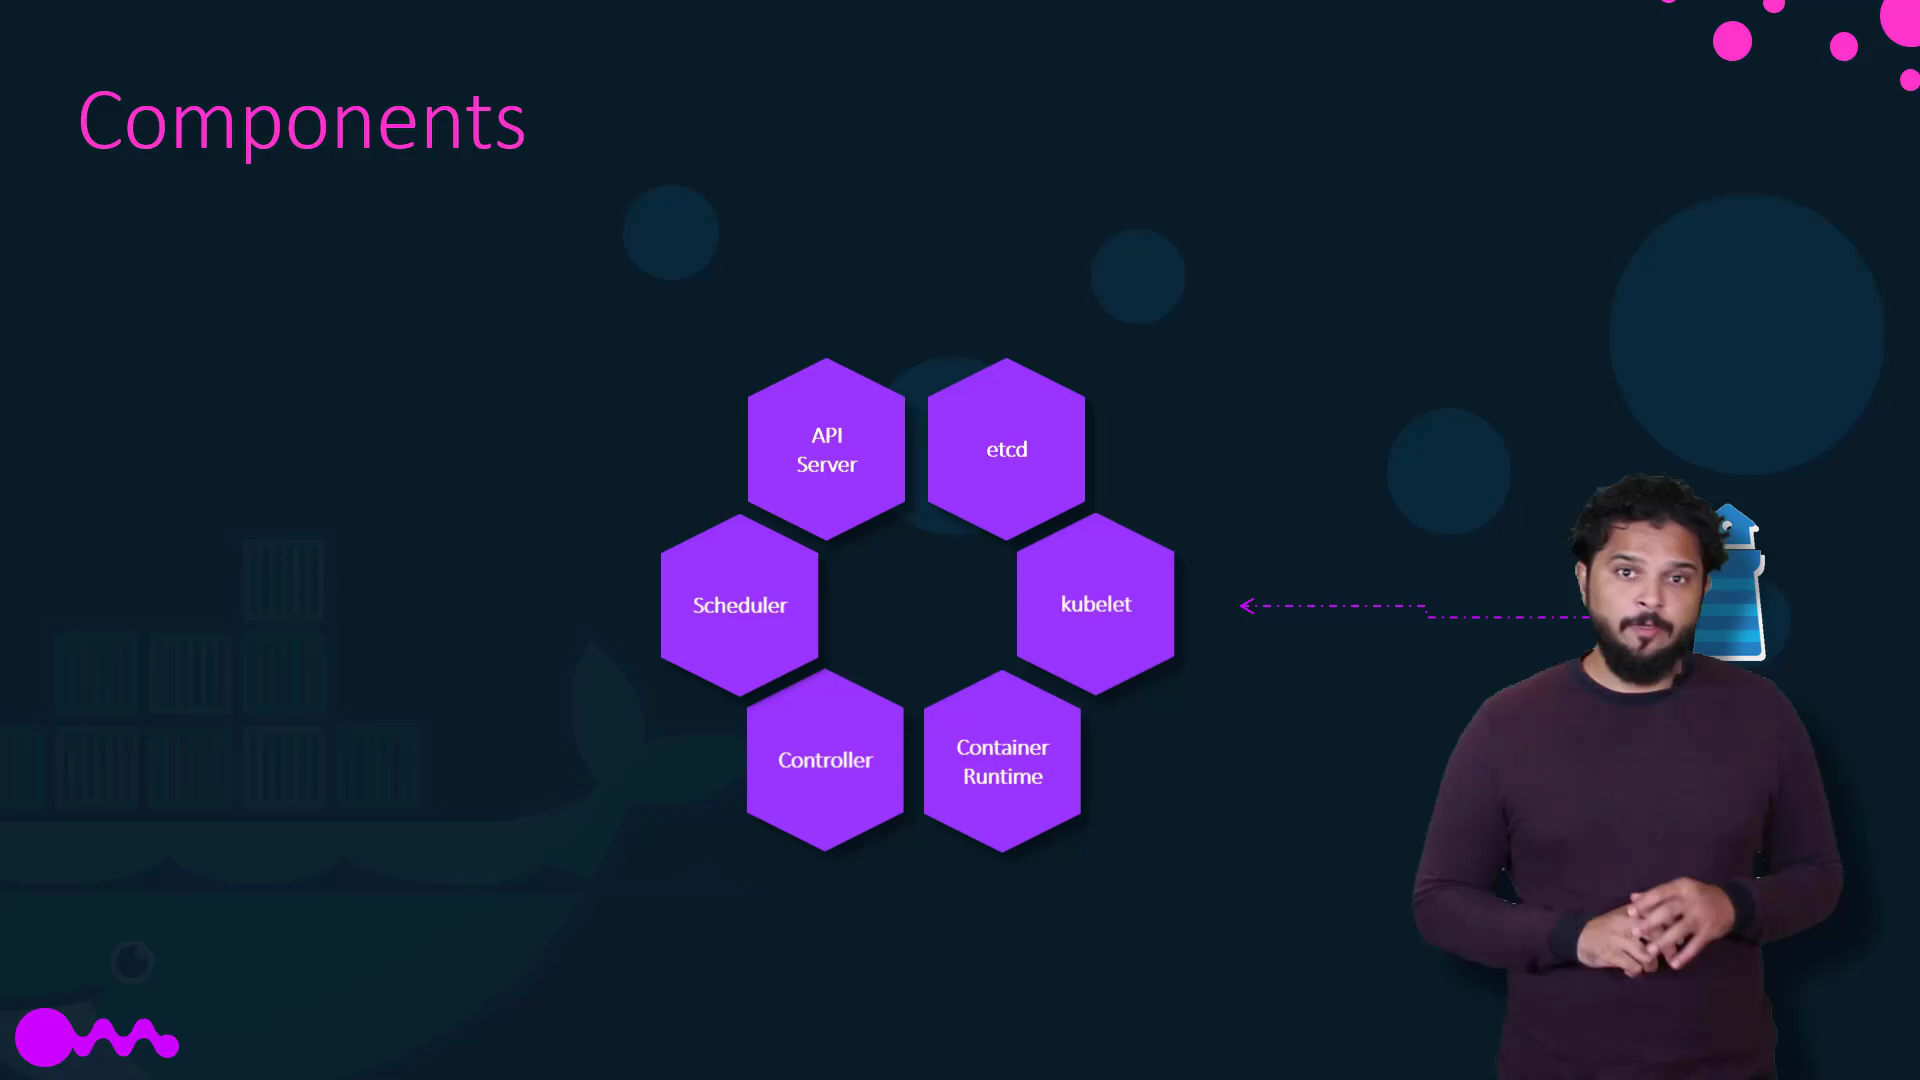 Components
API
Server
etcd
Scheduler
kubelet
Controller
Container
Runtime